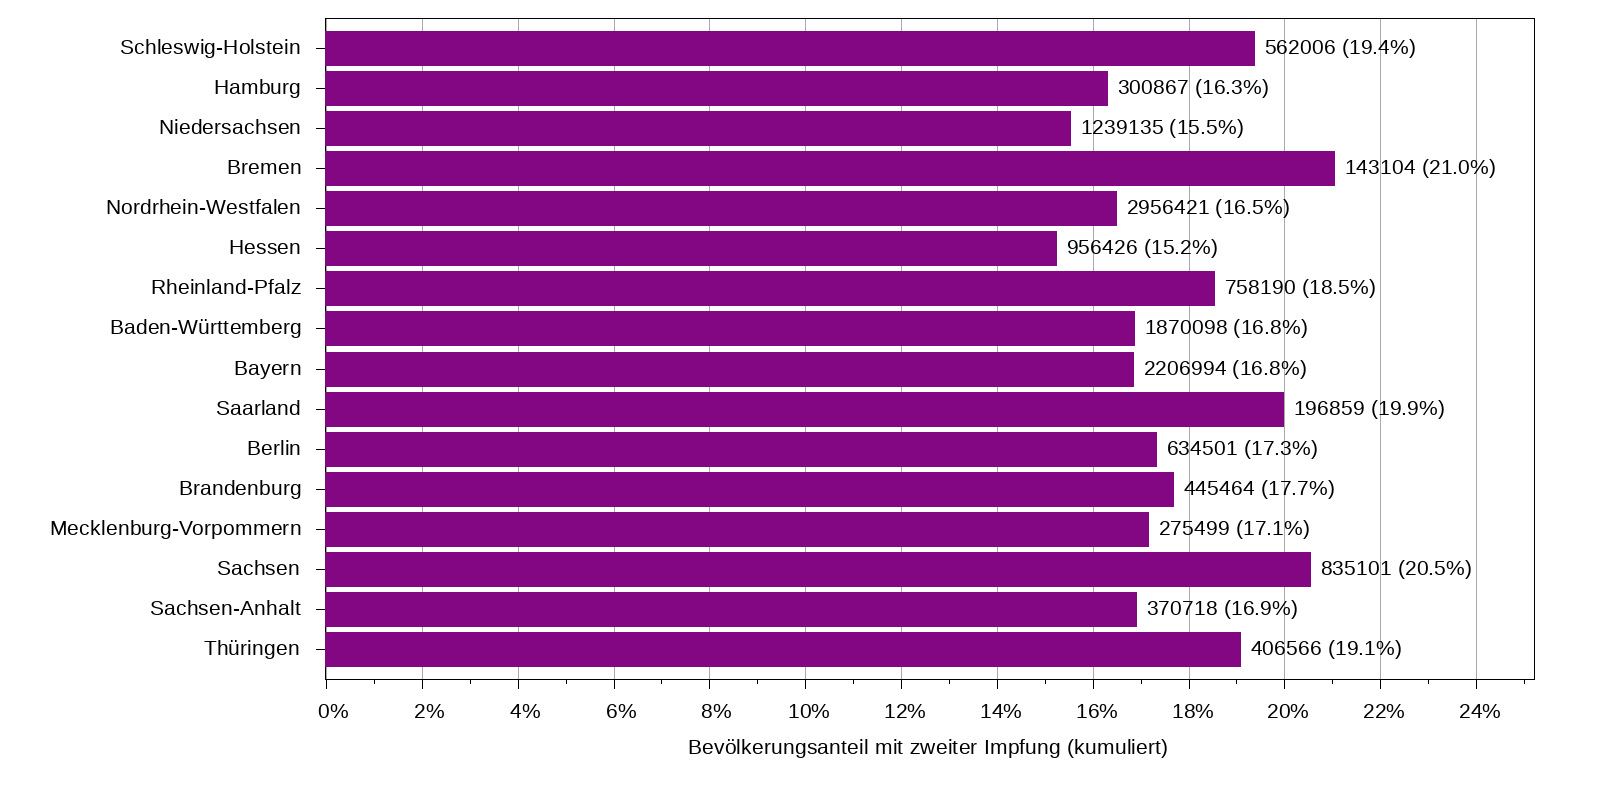 Schleswig-Holstein 562006 (19.4%)
Hamburg 300867 (16.3%)
Niedersachsen 1239135 (15.5%)
Bremen 143104 (21.0%)
Nordrhein-Westfalen 2956421 (16.5%)
Hessen 956426 (15.2%)
Rheinland-Pfalz 758190 (18.5%)
Baden-Württemberg 1870098 (16.8%)
Bayern 2206994 (16.8%)
Saarland 196859 (19.9%)
Berlin 634501 (17.3%)
Brandenburg 445464 (17.7%)
Mecklenburg-Vorpommern 275499 (17.1%)
Sachsen 835101 (20.5%)
Sachsen-Anhalt 370718 (16.9%)
Thüringen 406566 (19.1%)
0% 2% 4% 6% 8% 10% 12% 14% 16% 18% 20% 22% 24%
Bevölkerungsanteil mit zweiter Impfung (kumuliert)